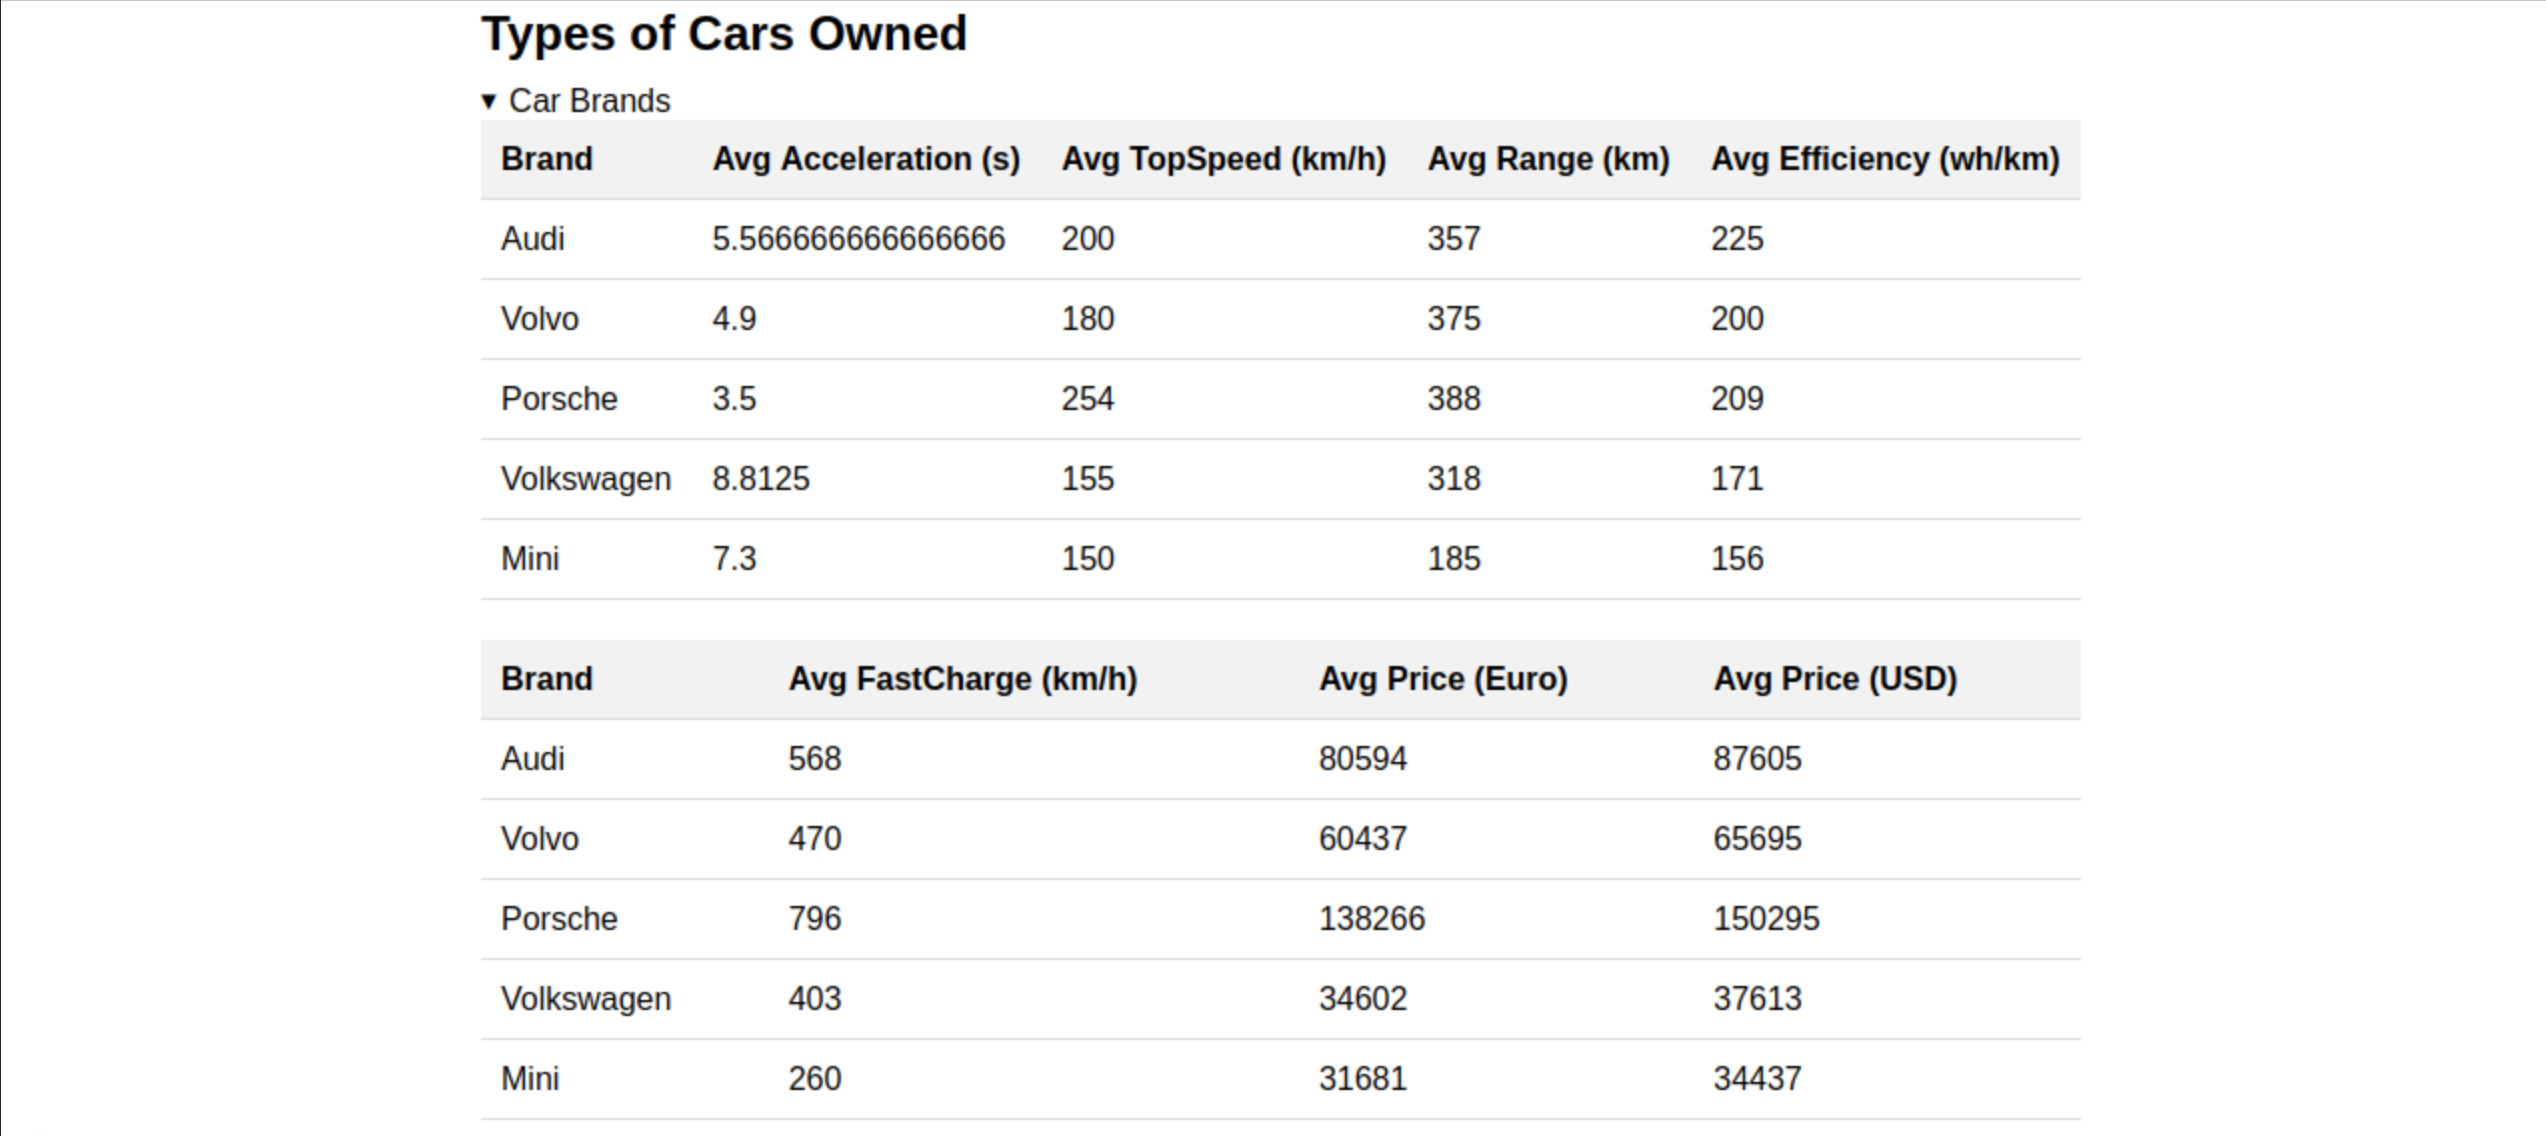 Types of Cars Owned
▼ Car Brands
Brand Avg Acceleration (s) Avg TopSpeed (km/h) Avg Range (km) Avg Efficiency (wh/km)
Audi 5.566666666666666 200 357 225
Volvo 4.9 180 375 200
Porsche 3.5 254 388 209
Volkswagen 8.8125 155 318 171
Mini 7.3 150 185 156
Brand Avg FastCharge (km/h) Avg Price (Euro) Avg Price (USD)
Audi 568 80594 87605
Volvo 470 60437 65695
Porsche 796 138266 150295
Volkswagen 403 34602 37613
Mini 260 31681 34437